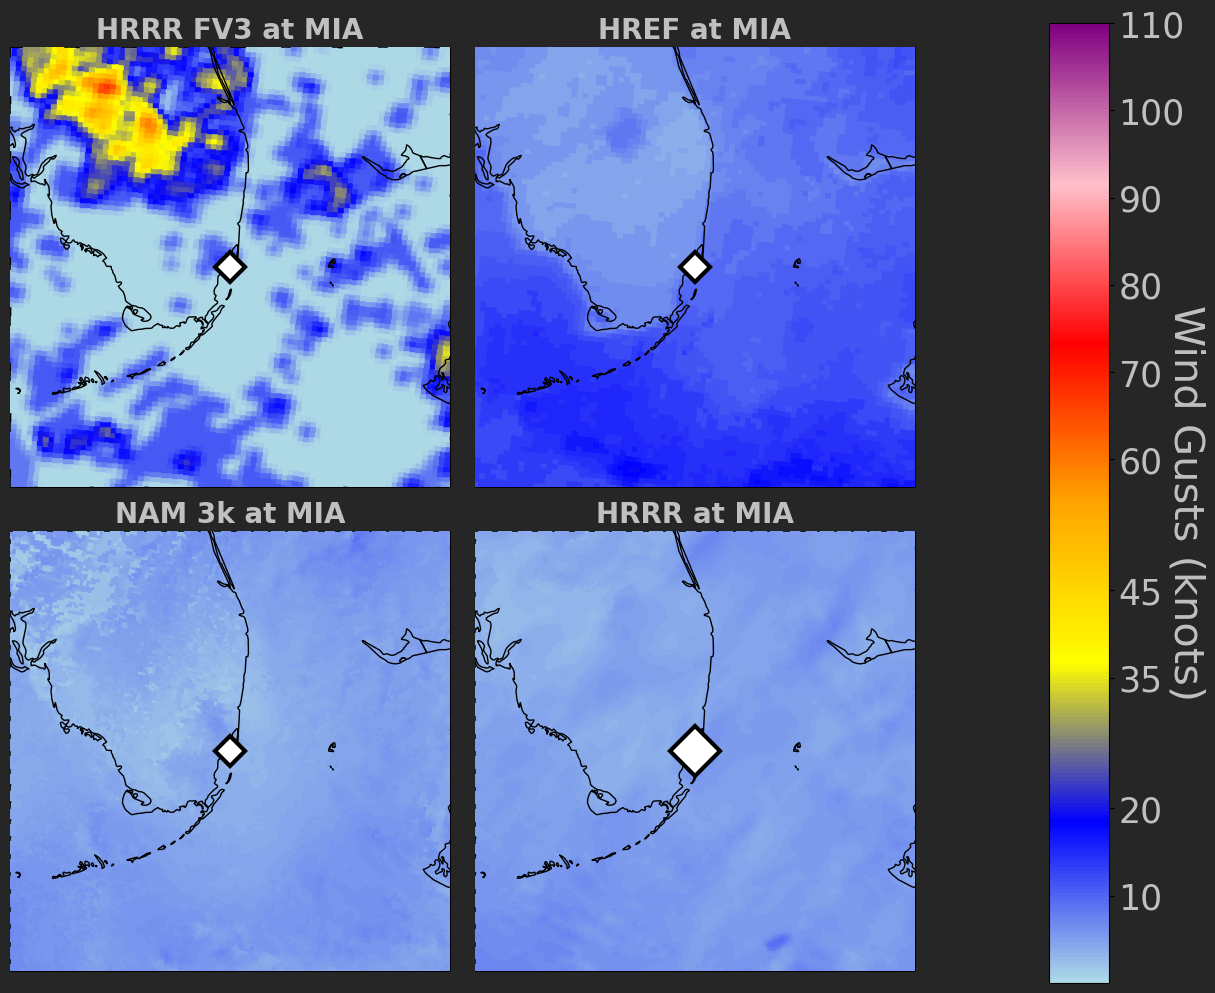 HRRR FV3 at MIA
HREF at MIA
NAM 3k at MIA
HRRR at MIA
110
100
90
80
70
60
45
35
20
10
Wind Gusts (knots)